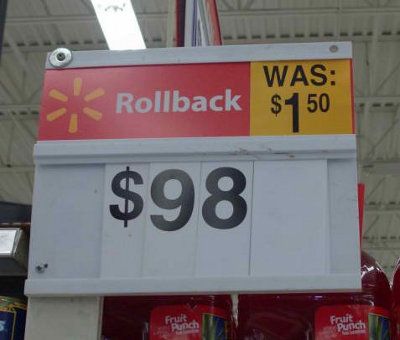 Rollback
WAS:
$1.50
$98
Fruit
Punch
Fruit
Punch